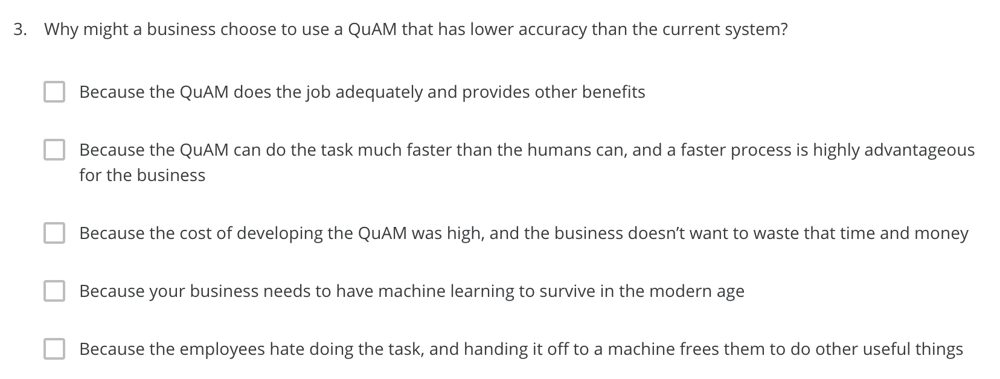 3. Why might a business choose to use a QuAM that has lower accuracy than the current system?
Because the QuAM does the job adequately and provides other benefits
Because the QuAM can do the task much faster than the humans can, and a faster process is highly advantageous
for the business
Because the cost of developing the QuAM was high, and the business doesn’t want to waste that time and money
Because your business needs to have machine learning to survive in the modern age
Because the employees hate doing the task, and handing it off to a machine frees them to do other useful things